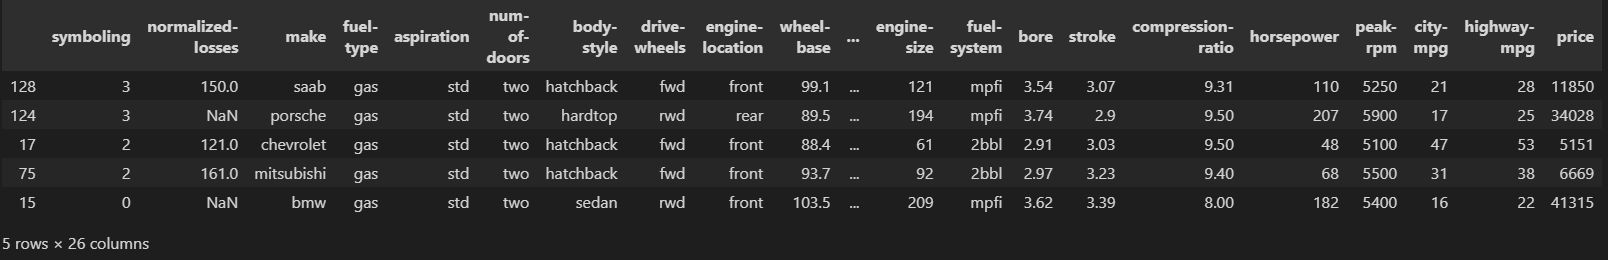 symboling normalized-losses make fuel-type aspiration num-of-doors body-style drive-wheels engine-location wheel-base ... engine-size fuel-system bore stroke compression-ratio horsepower peak-rpm city-mpg highway-mpg price
128 3 150.0 saab gas std two hatchback fwd front 99.1 ... 121 mpfi 3.54 3.07 9.31 110 5250 21 28 11850
124 3 NaN porsche gas std two hardtop rwd rear 89.5 ... 194 mpfi 3.74 2.9 9.50 207 5900 17 25 34028
17 2 121.0 chevrolet gas std two hatchback fwd front 88.4 ... 61 2bbl 2.91 3.03 9.50 48 5100 47 53 5151
75 2 161.0 mitsubishi gas std two hatchback fwd front 93.7 ... 92 2bbl 2.97 3.23 9.40 68 5500 31 38 6669
15 0 NaN bmw gas std two sedan rwd front 103.5 ... 209 mpfi 3.62 3.39 8.00 182 5400 16 22 41315
5 rows × 26 columns